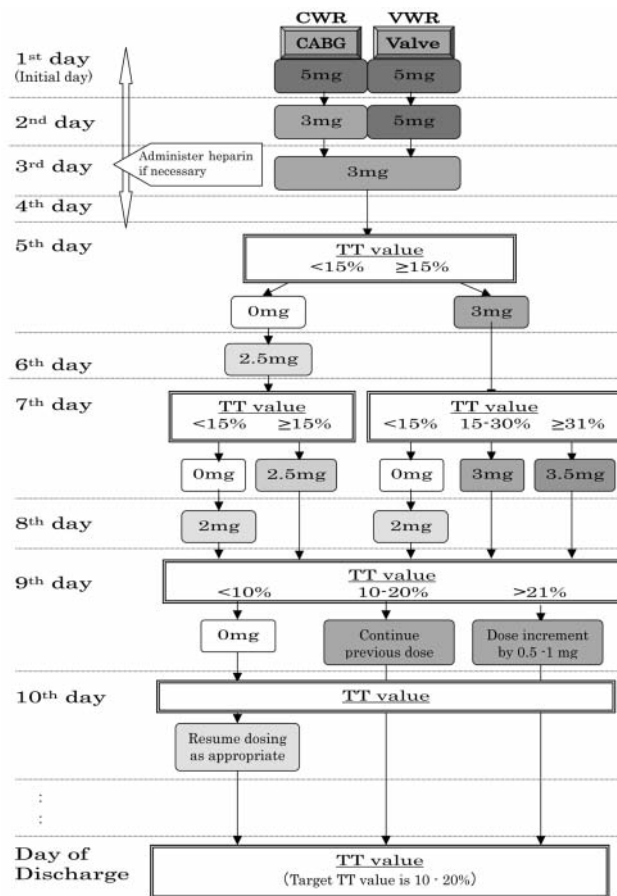 CWR VWR
CABG Valve
1st day
(Initial day)
5mg 5mg
2nd day
3mg 5mg
3rd day
Administer heparin
if necessary
3mg
4th day
5th day
TT value
<15% ≥15%
0mg 3mg
6th day
2.5mg
7th day
TT value
<15% ≥15%
TT value
<15% 15-30% ≥31%
0mg 2.5mg 0mg 3mg 3.5mg
8th day
2mg 2mg
9th day
TT value
<10% 10-20% >21%
0mg
Continue
previous dose
Dose increment
by 0.5 -1 mg
10th day
TT value
Resume dosing
as appropriate
:
:
Day of
Discharge
TT value
(Target TT value is 10 - 20%)